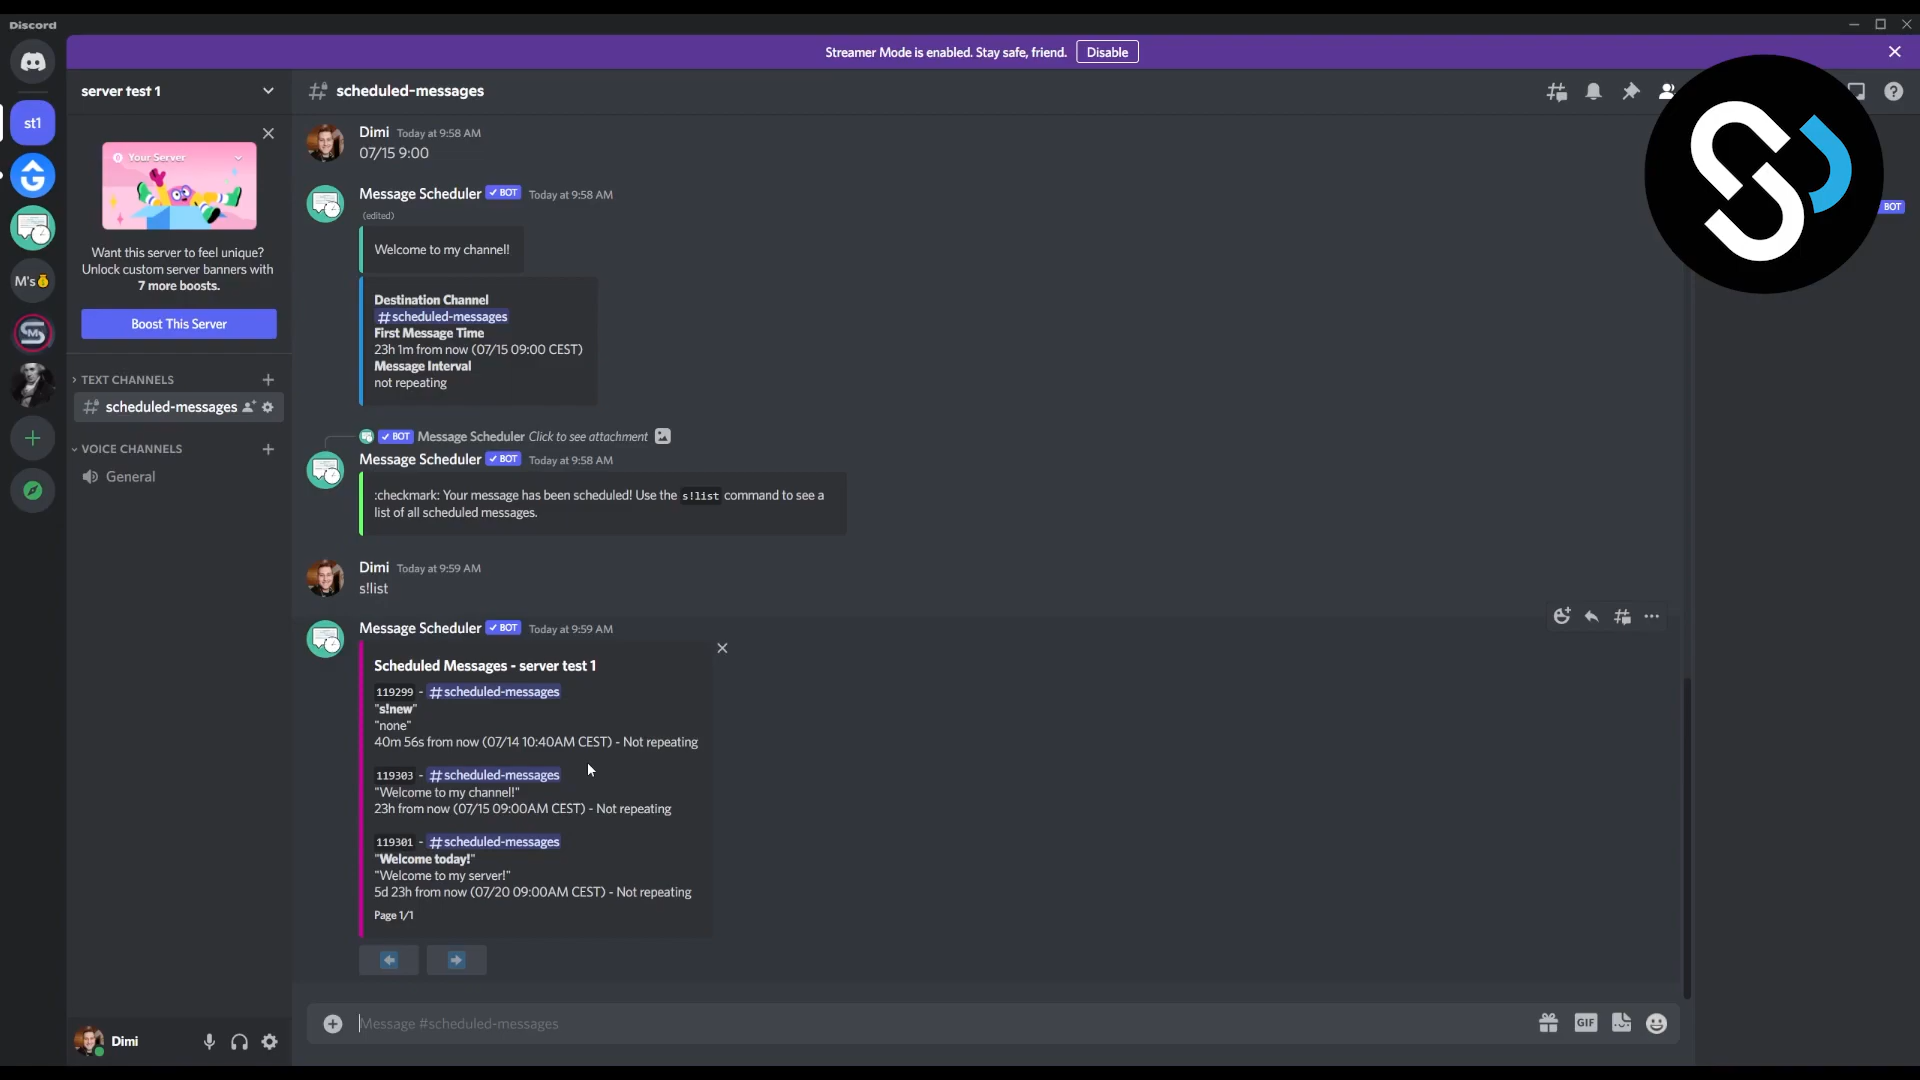 Discord
Streamer Mode is enabled. Stay safe, friend.
Disable
server test 1
scheduled-messages
st1
M's
Your Server
Want this server to feel unique?
Unlock custom server banners with
7 more boosts.
Boost This Server
TEXT CHANNELS
scheduled-messages
VOICE CHANNELS
General
Dimi
Dimi Today at 9:58 AM
07/15 9:00
Message Scheduler ✓ BOT Today at 9:58 AM
(edited)
Welcome to my channel!
Destination Channel
#scheduled-messages
First Message Time
23h 1m from now (07/15 09:00 CEST)
Message Interval
not repeating
✓ BOT Message Scheduler Click to see attachment
Message Scheduler ✓ BOT Today at 9:58 AM
:checkmark: Your message has been scheduled! Use the s!list command to see a
list of all scheduled messages.
Dimi Today at 9:59 AM
s!list
Message Scheduler ✓ BOT Today at 9:59 AM
Scheduled Messages - server test 1
119299 - #scheduled-messages
"s!new"
"none"
40m 56s from now (07/14 10:40AM CEST) - Not repeating
119303 - #scheduled-messages
"Welcome to my channel!"
23h from now (07/15 09:00AM CEST) - Not repeating
119301 - #scheduled-messages
"Welcome today!"
"Welcome to my server!"
5d 23h from now (07/20 09:00AM CEST) - Not repeating
Page 1/1
Message #scheduled-messages
GIF
BOT